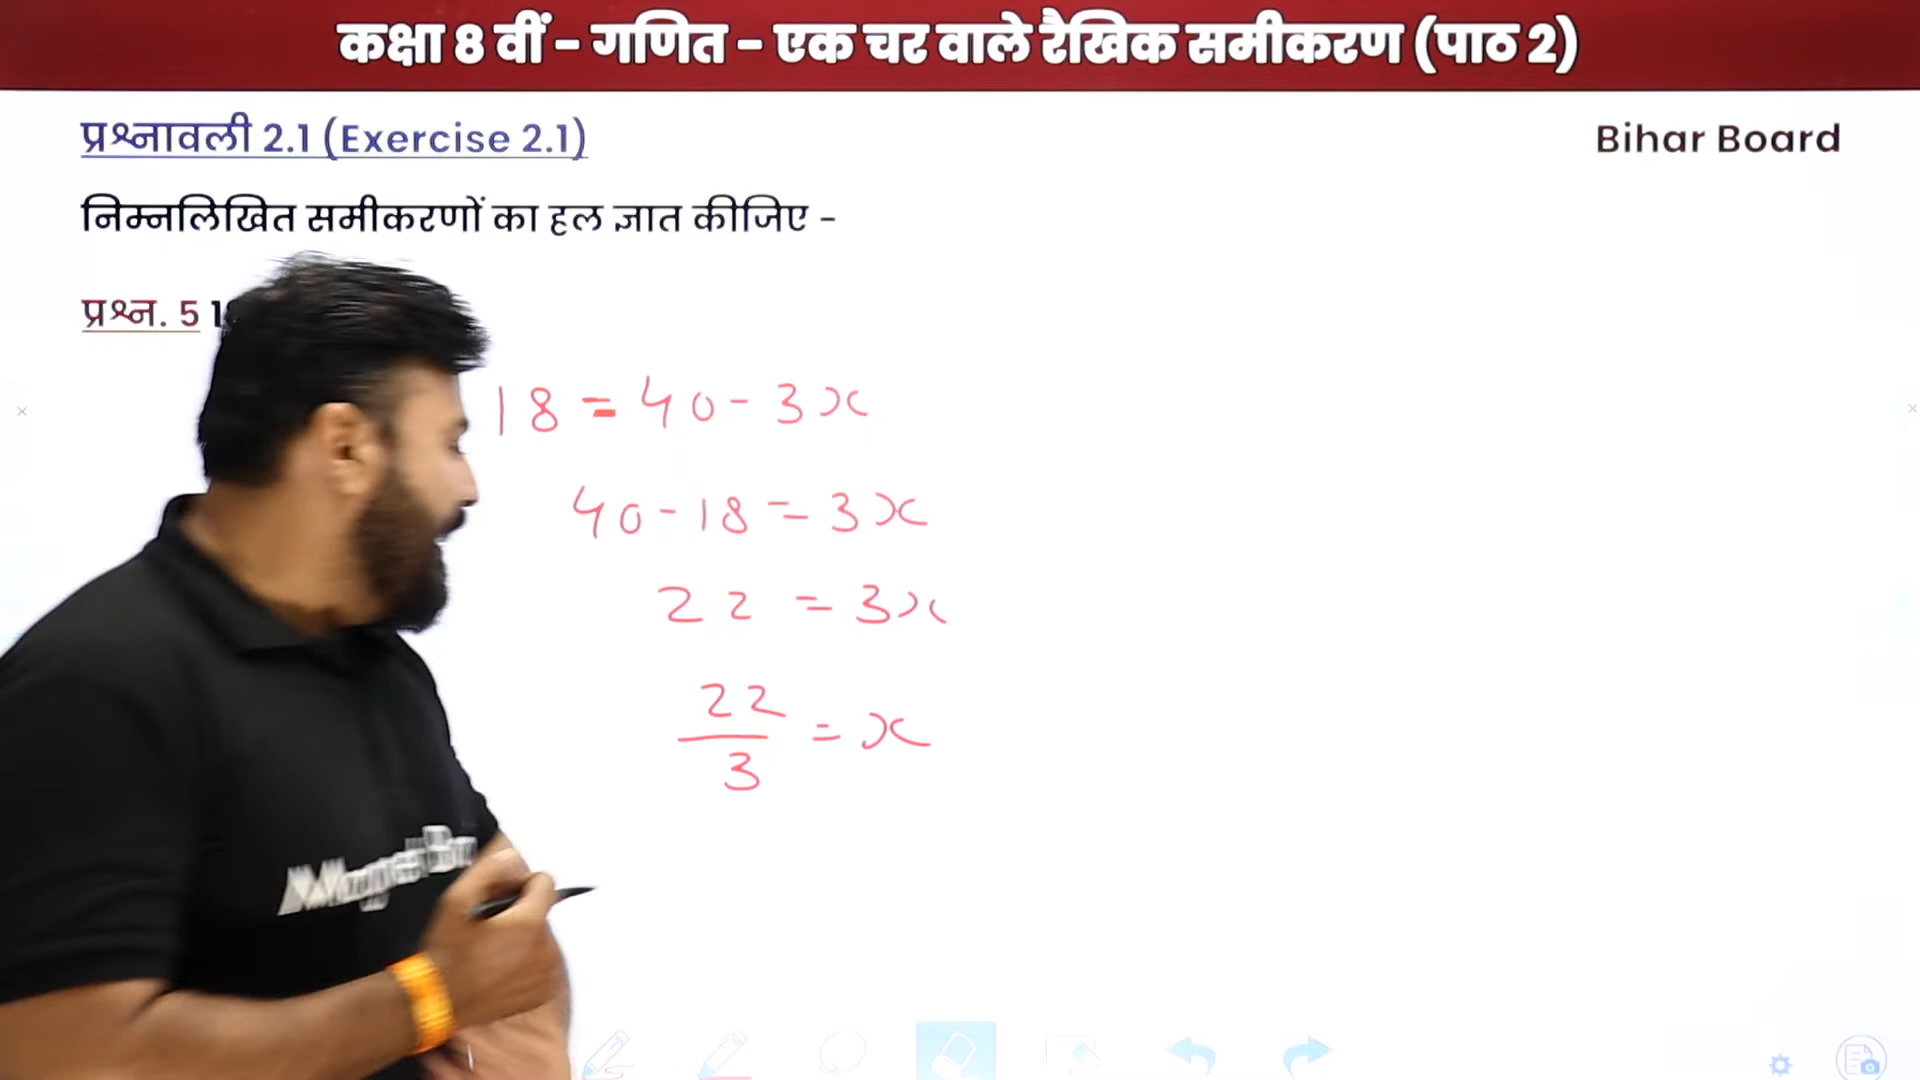 कक्षा 8 वीं - गणित - एक चर वाले रैखिक समीकरण (पाठ 2)
प्रश्नावली 2.1 (Exercise 2.1)
Bihar Board
निम्नलिखित समीकरणों का हल ज्ञात कीजिए -
प्रश्न. 5
18 = 40 - 3x
40 - 18 = 3x
22 = 3x
22/3 = x